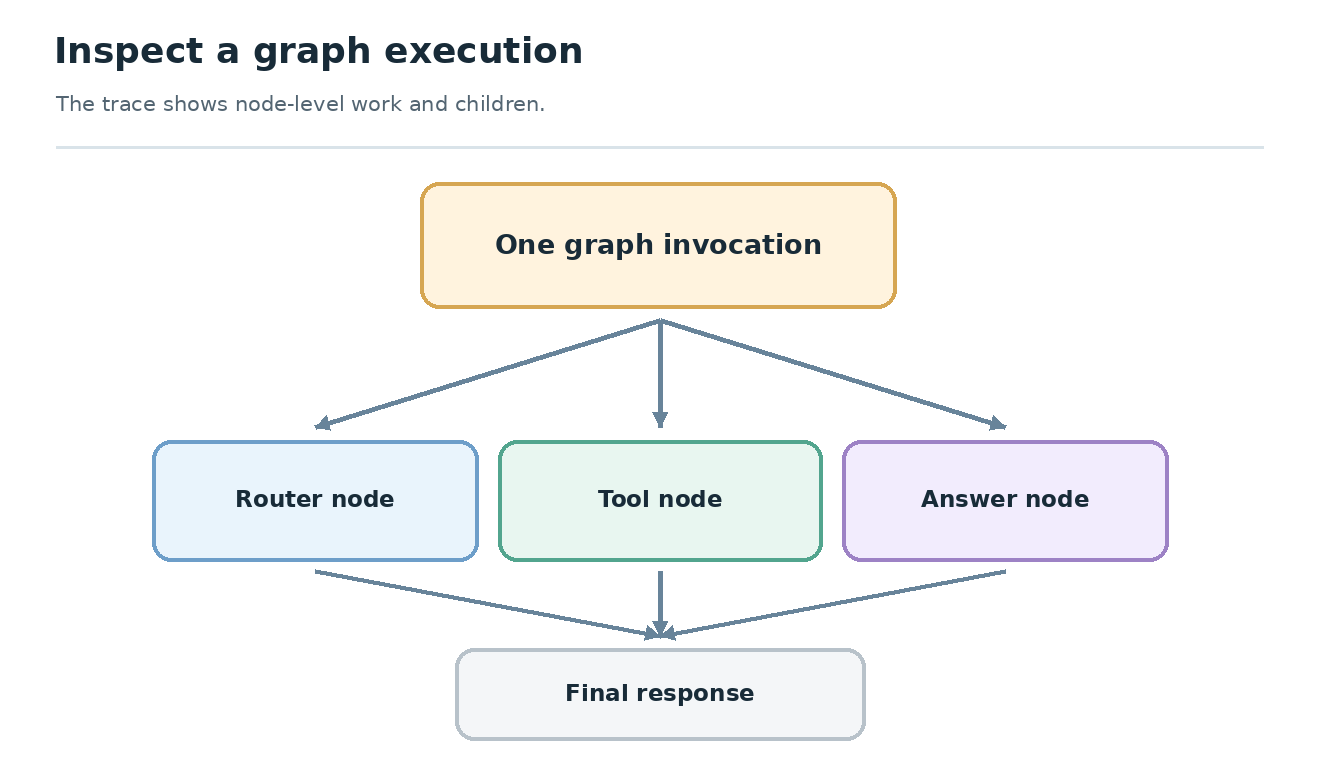 Inspect a graph execution
The trace shows node-level work and children.
One graph invocation
Router node
Tool node
Answer node
Final response